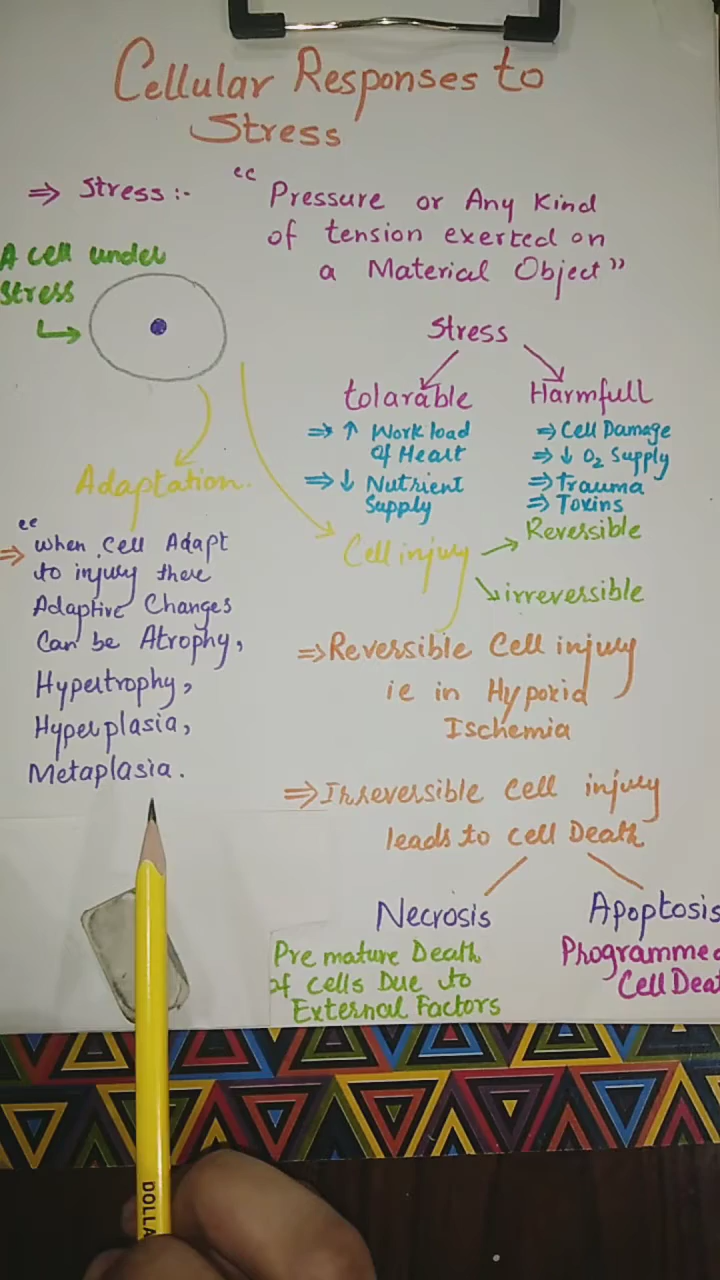 Cellular Responses to
Stress
⇒ Stress :-
“ Pressure or Any Kind
of tension exerted on
a Material Object”
A cell under
Stress
Stress
tolarable
⇒ ↑ Work load
of Heart
⇒ ↓ Nutrient
Supply
Harmfull
⇒ Cell Damage
⇒ ↓ O2 Supply
⇒ trauma
⇒ Toxins
Adaptation.
⇒ “ when cell Adapt
to injury there
Adaptive Changes
Can be Atrophy,
Hypertrophy,
Hyperplasia,
Metaplasia.
Cell injury
Reversible
irreversible
⇒ Reversible Cell injury
ie in Hypoxid
Ischemia
⇒ Irreversible cell injury
leads to cell Death
Necrosis
Pre mature Death
of cells Due to
External Factors
Apoptosis
Programmed
Cell Deat
DOLLA